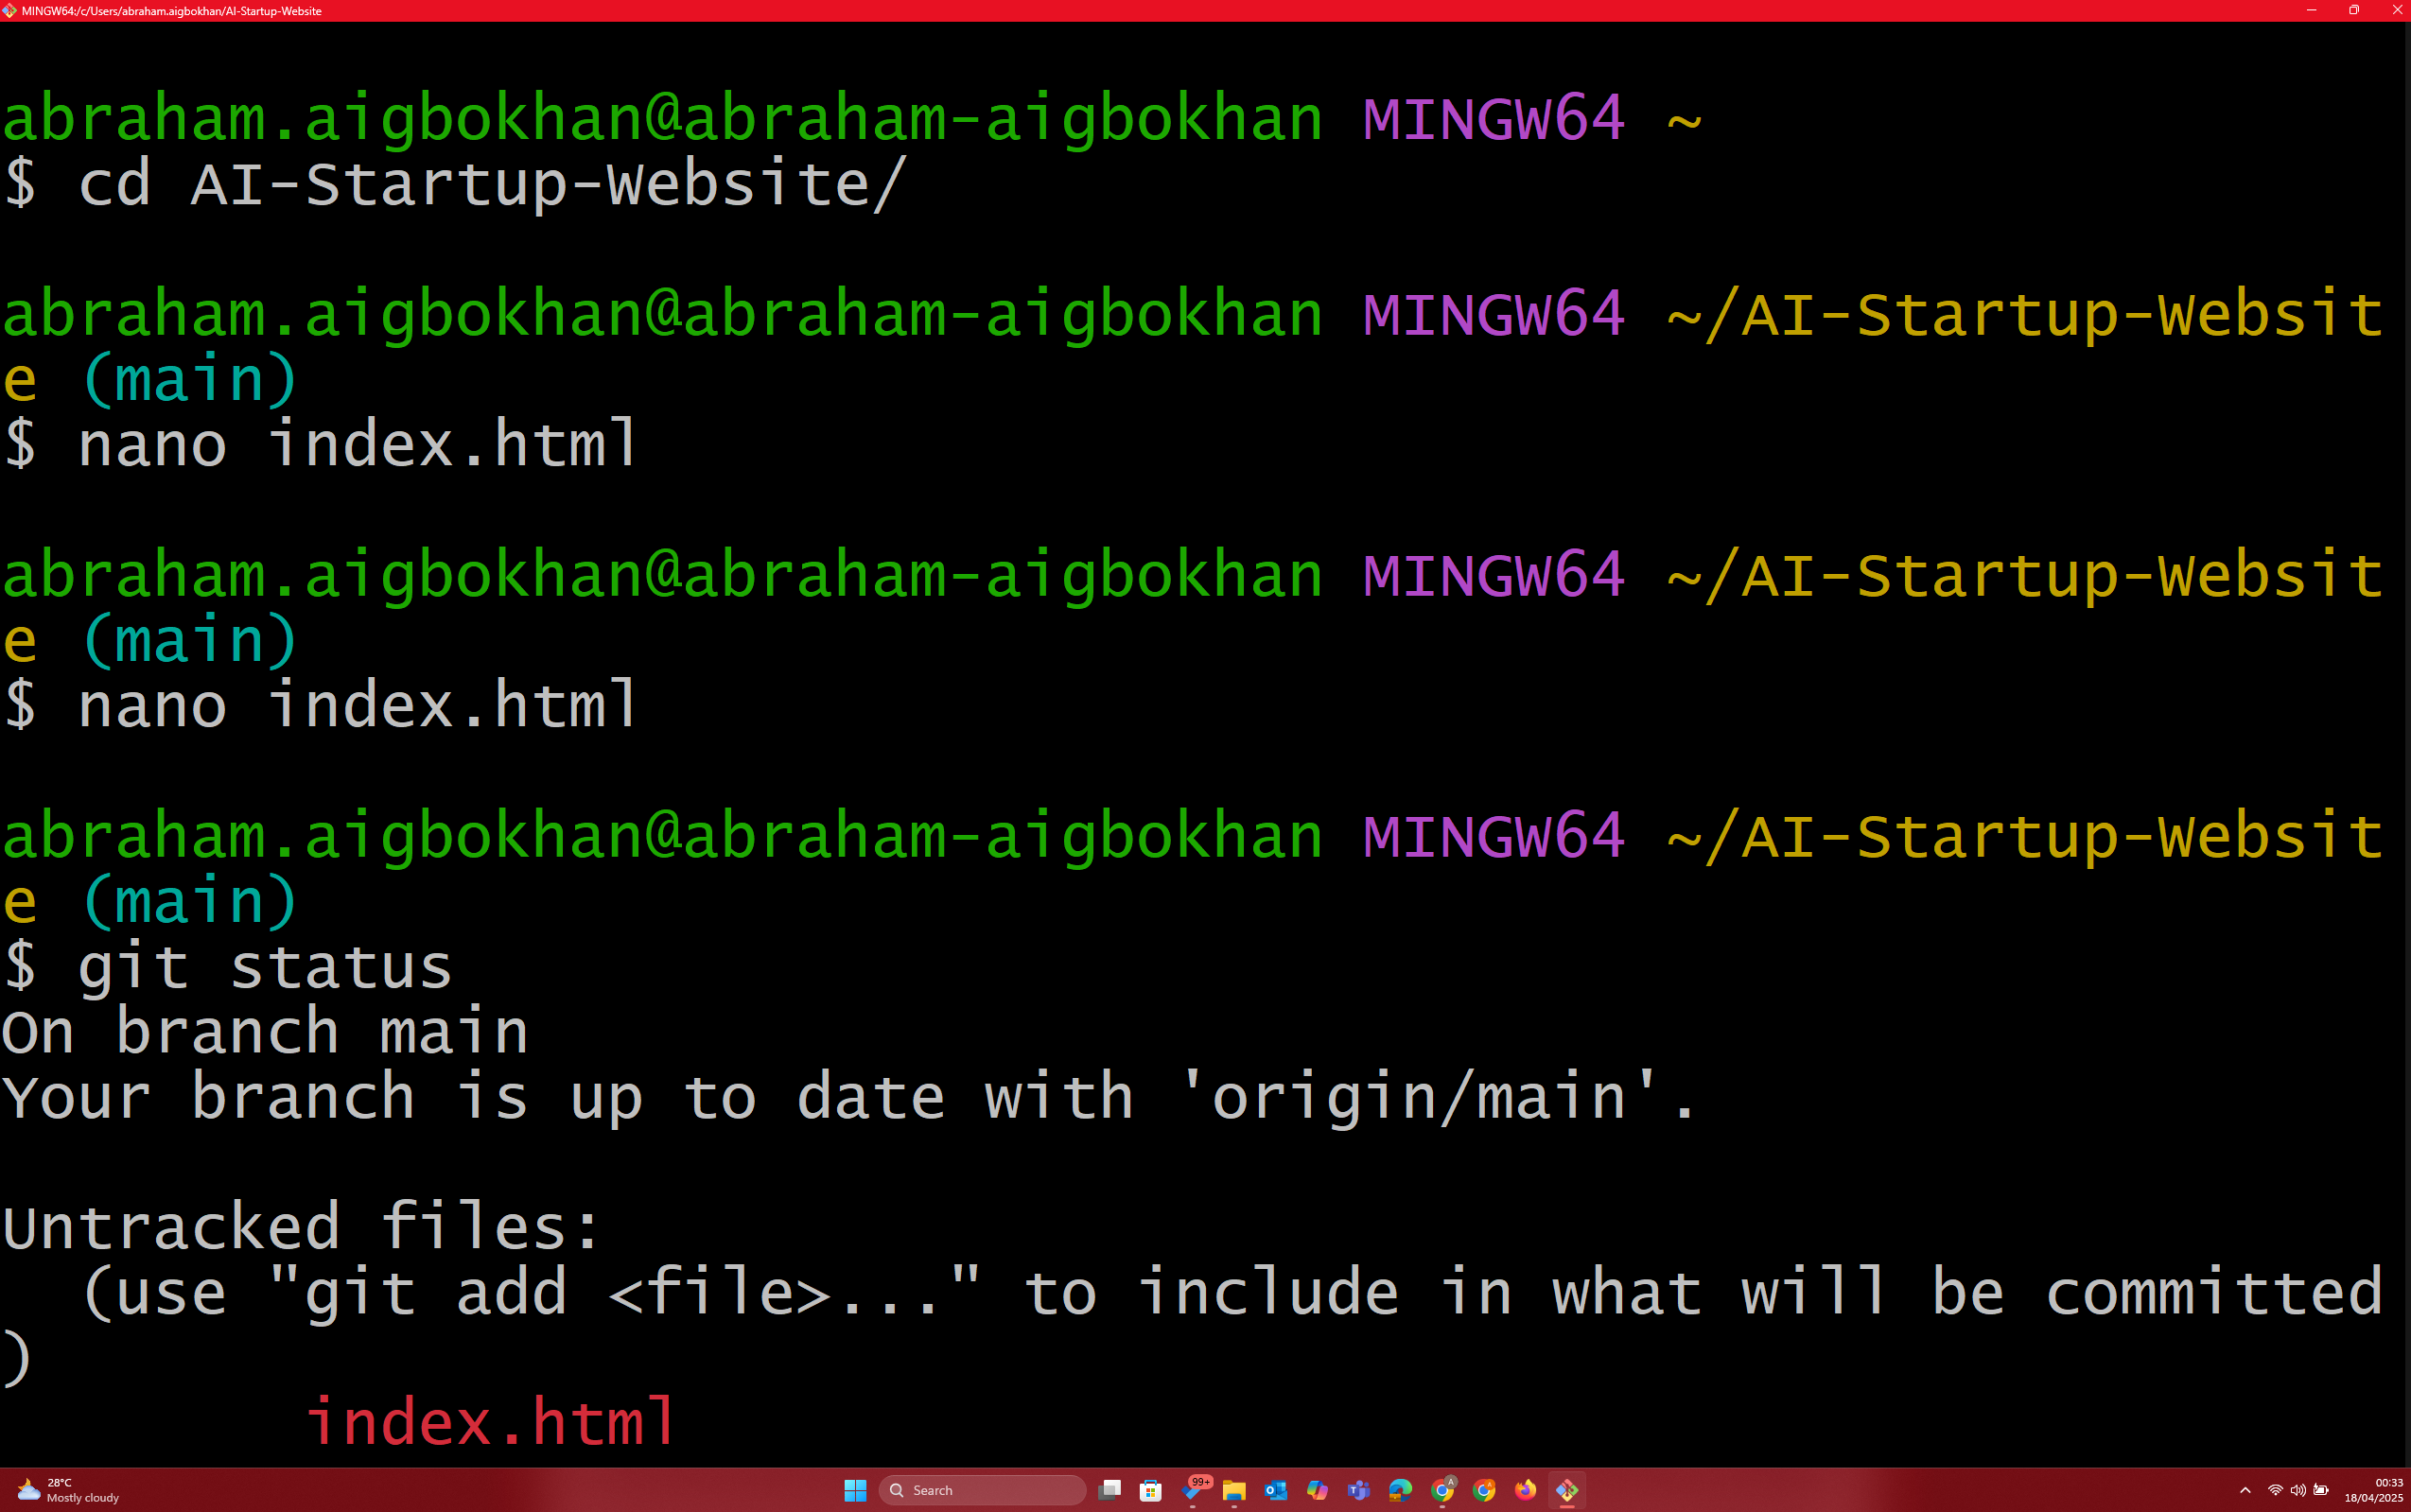 MINGW64:/c/Users/abraham.aigbokhan/AI-Startup-Website
abraham.aigbokhan@abraham-aigbokhan MINGW64 ~
$ cd AI-Startup-Website/
abraham.aigbokhan@abraham-aigbokhan MINGW64 ~/AI-Startup-Websit
e (main)
$ nano index.html
abraham.aigbokhan@abraham-aigbokhan MINGW64 ~/AI-Startup-Websit
e (main)
$ nano index.html
abraham.aigbokhan@abraham-aigbokhan MINGW64 ~/AI-Startup-Websit
e (main)
$ git status
On branch main
Your branch is up to date with 'origin/main'.
Untracked files:
  (use "git add <file>..." to include in what will be committed
)
        index.html
28°C
Mostly cloudy
Search
99+
A
00:33
18/04/2025